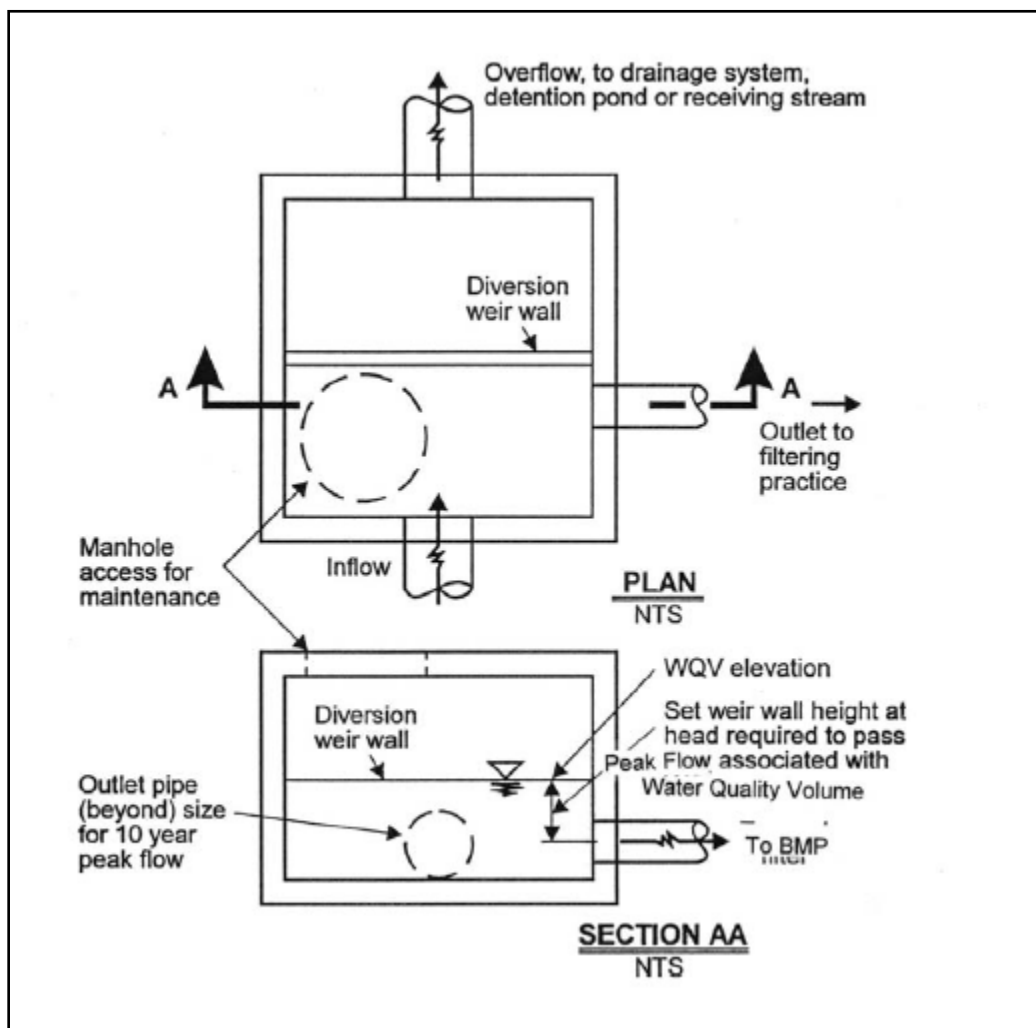 Overflow, to drainage system,
detention pond or receiving stream
Diversion
weir wall
A
A
Outlet to
filtering
practice
Manhole
access for
maintenance
Inflow
PLAN
NTS
WQV elevation
Diversion
weir wall
Set weir wall height at
head required to pass
Peak Flow associated with
Water Quality Volume
Outlet pipe
(beyond) size
for 10 year
peak flow
To BMP
SECTION AA
NTS